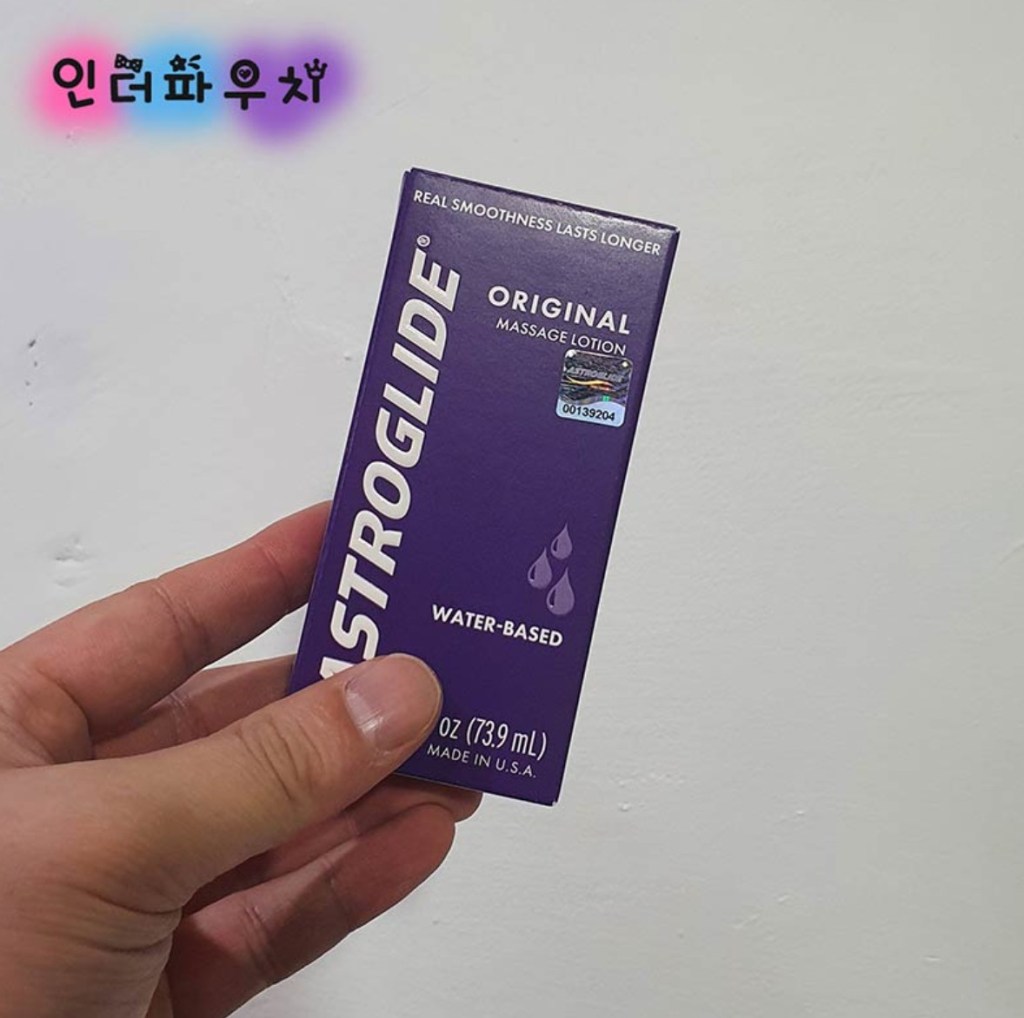 인더파우치
REAL SMOOTHNESS LASTS LONGER
ASTROGLIDE®
ORIGINAL
MASSAGE LOTION
ASTROGLIDE
00139204
WATER-BASED
oz (73.9 mL)
MADE IN U.S.A.